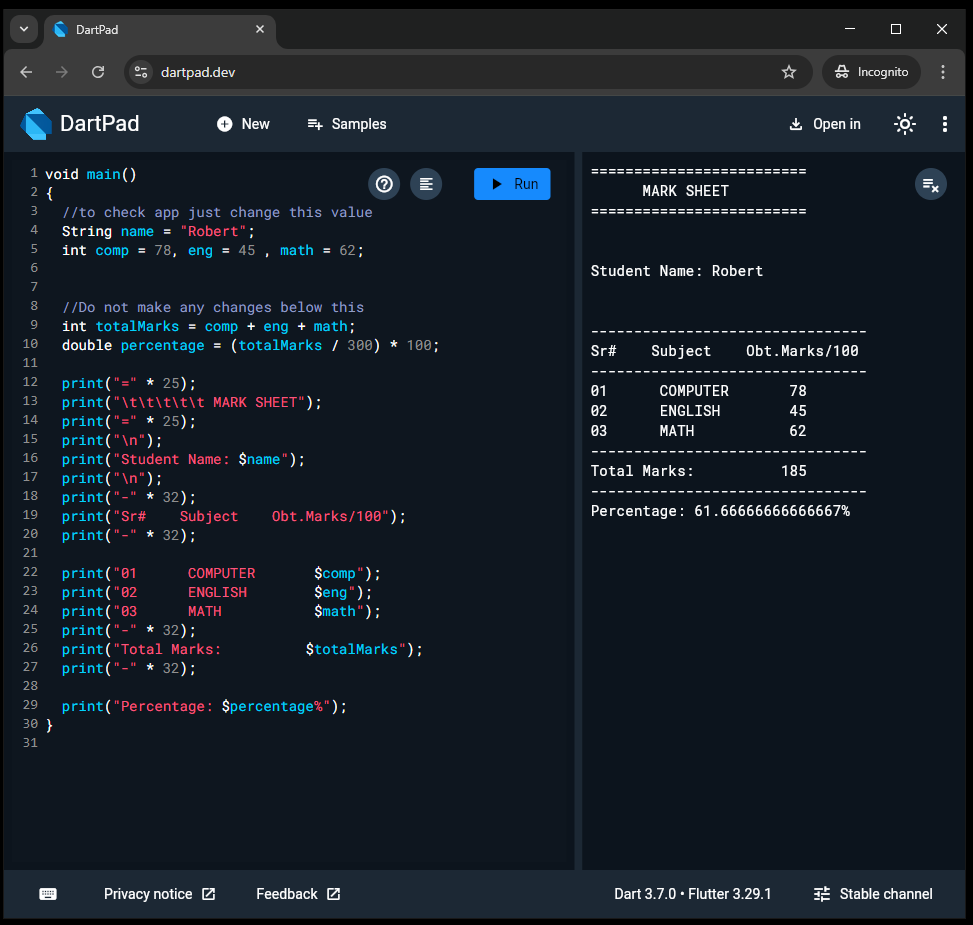 DartPad
dartpad.dev
Incognito
DartPad
New
Samples
Open in
Run
1 void main()
2 {
3   //to check app just change this value
4   String name = "Robert";
5   int comp = 78, eng = 45 , math = 62;
6
7
8   //Do not make any changes below this
9   int totalMarks = comp + eng + math;
10   double percentage = (totalMarks / 300) * 100;
11
12   print("=" * 25);
13   print("\t\t\t\t\t MARK SHEET");
14   print("=" * 25);
15   print("\n");
16   print("Student Name: $name");
17   print("\n");
18   print("-" * 32);
19   print("Sr#    Subject    Obt.Marks/100");
20   print("-" * 32);
21
22   print("01      COMPUTER       $comp");
23   print("02      ENGLISH        $eng");
24   print("03      MATH           $math");
25   print("-" * 32);
26   print("Total Marks:          $totalMarks");
27   print("-" * 32);
28
29   print("Percentage: $percentage%");
30 }
31
=========================
      MARK SHEET
=========================
Student Name: Robert
--------------------------------
Sr#    Subject    Obt.Marks/100
--------------------------------
01      COMPUTER       78
02      ENGLISH        45
03      MATH           62
--------------------------------
Total Marks:          185
--------------------------------
Percentage: 61.66666666666667%
Privacy notice
Feedback
Dart 3.7.0 • Flutter 3.29.1
Stable channel